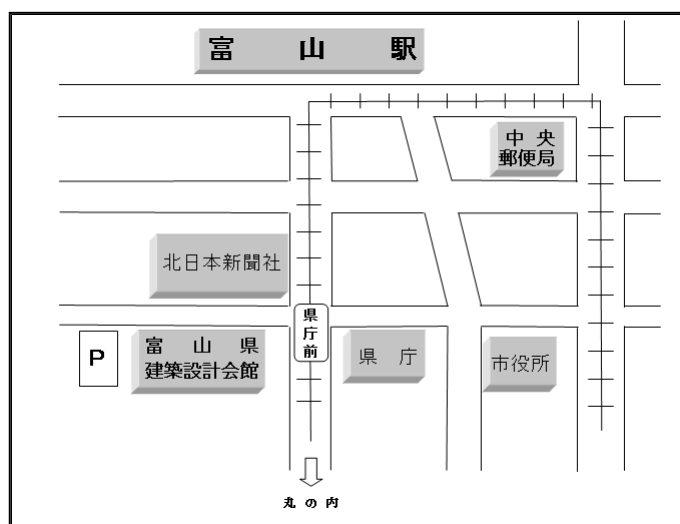 富山駅
中央
郵便局
北日本新聞社
県庁前
P
富山県
建築設計会館
県庁
市役所
丸の内